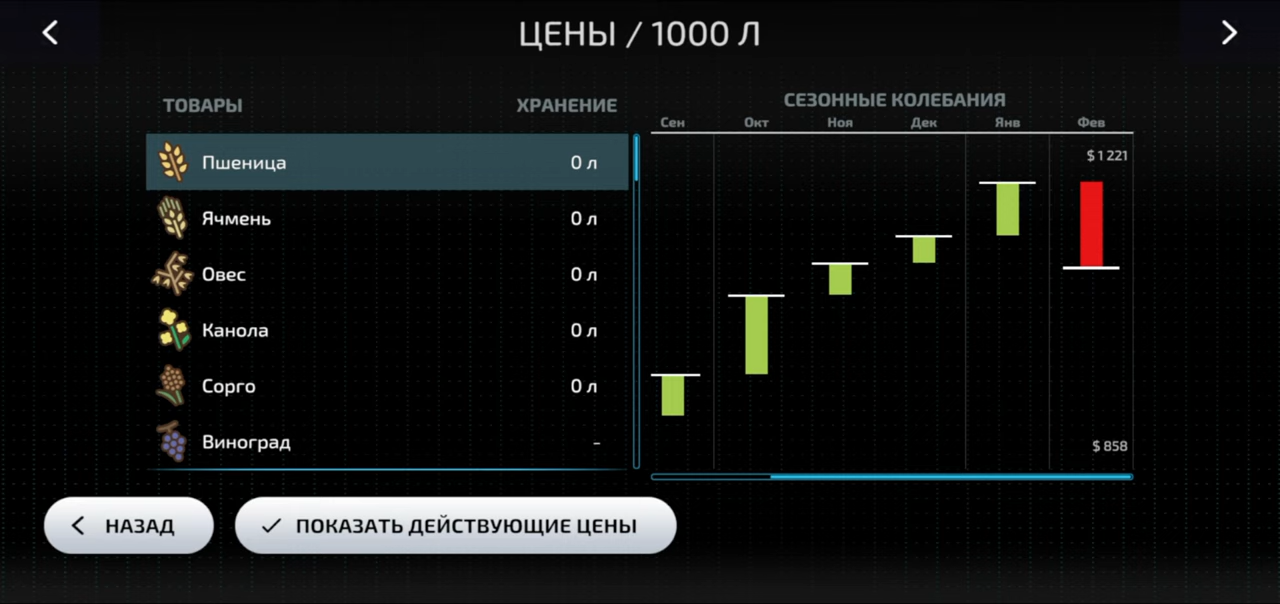 ЦЕНЫ / 1000 Л
ТОВАРЫ ХРАНЕНИЕ
Пшеница 0 л
Ячмень 0 л
Овес 0 л
Канола 0 л
Сорго 0 л
Виноград -
СЕЗОННЫЕ КОЛЕБАНИЯ
Сен Окт Ноя Дек Янв Фев
$ 1 221
$ 858
НАЗАД
ПОКАЗАТЬ ДЕЙСТВУЮЩИЕ ЦЕНЫ